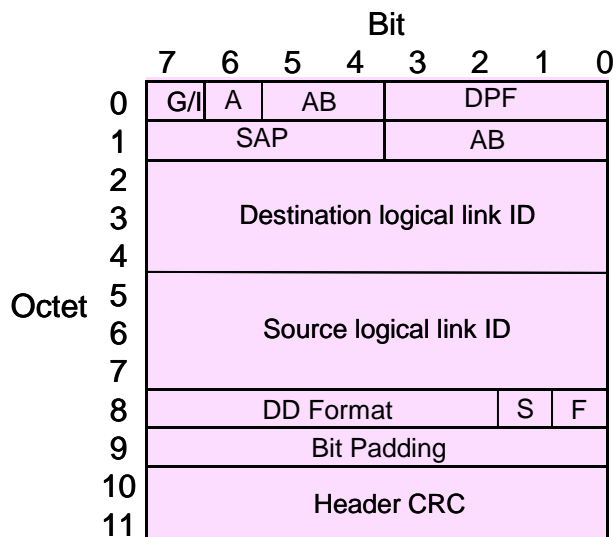 Bit
7 6 5 4 3 2 1 0
0 G/I A AB DPF
1 SAP AB
2
3 Destination logical link ID
4
5
Octet 6 Source logical link ID
7
8 DD Format S F
9 Bit Padding
10
Header CRC
11